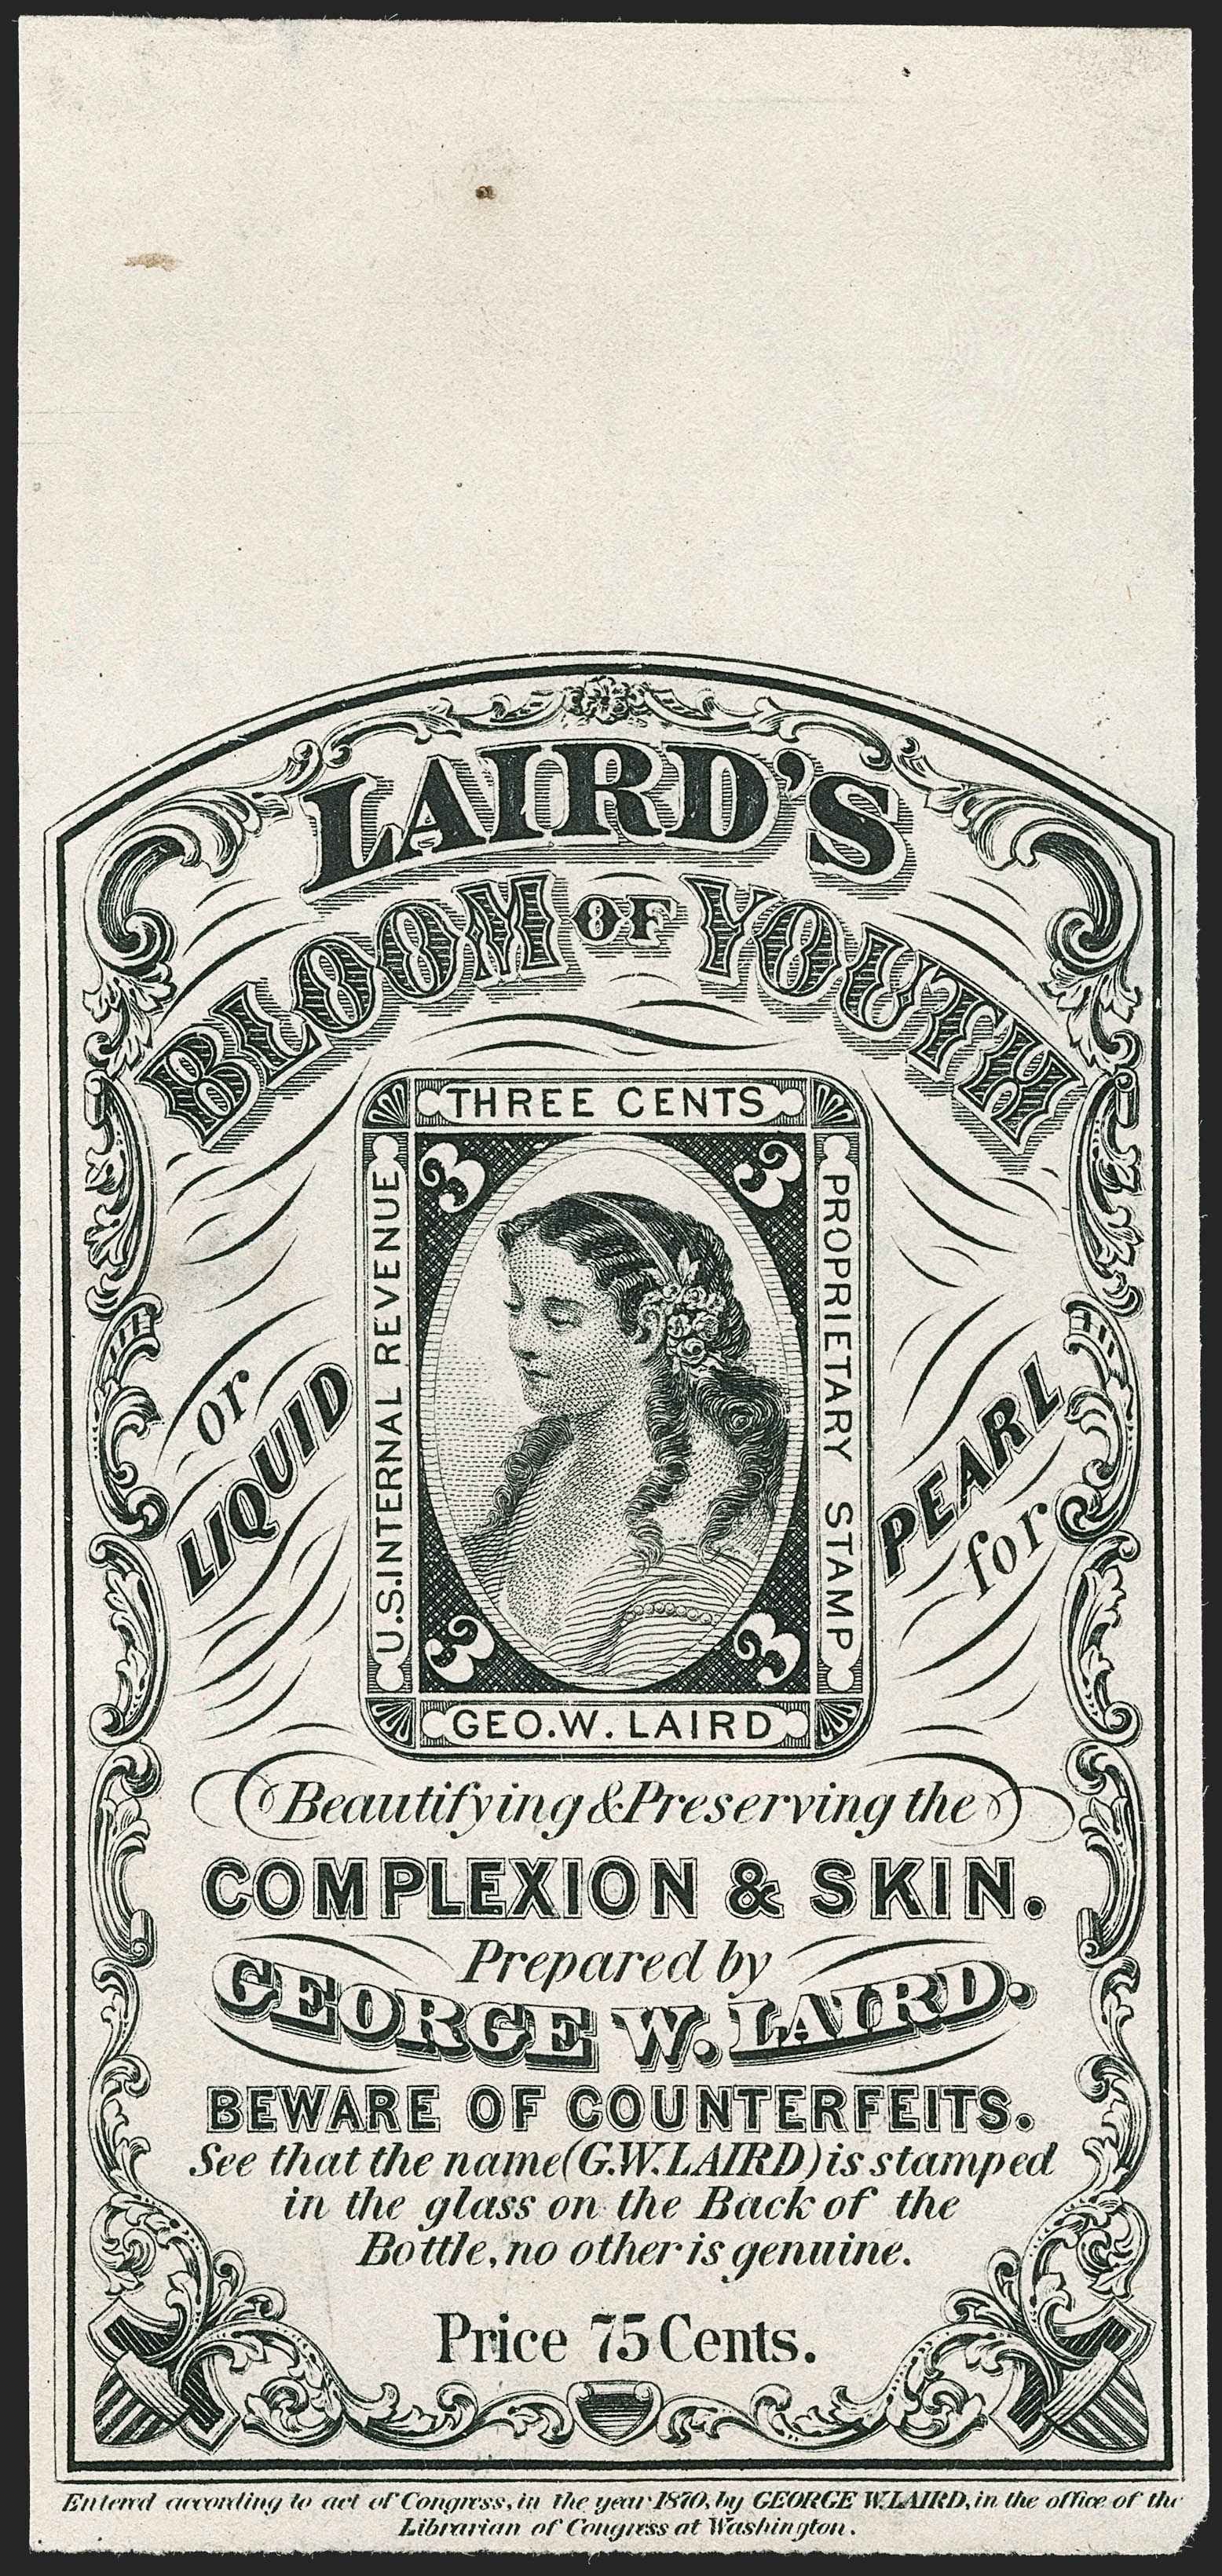 LAIRD'S
BLOOM OF YOUTH
or
LIQUID
THREE CENTS
3 3
U.S. INTERNAL REVENUE
PROPRIETARY STAMP
3 3
GEO. W. LAIRD
PEARL
for
Beautifying & Preserving the
COMPLEXION & SKIN.
Prepared by
GEORGE W. LAIRD.
BEWARE OF COUNTERFEITS.
See that the name (G.W. LAIRD) is stamped
in the glass on the Back of the
Bottle, no other is genuine.
Price 75 Cents.
Entered according to act of Congress, in the year 1870, by GEORGE W. LAIRD, in the office of the
Librarian of Congress at Washington.